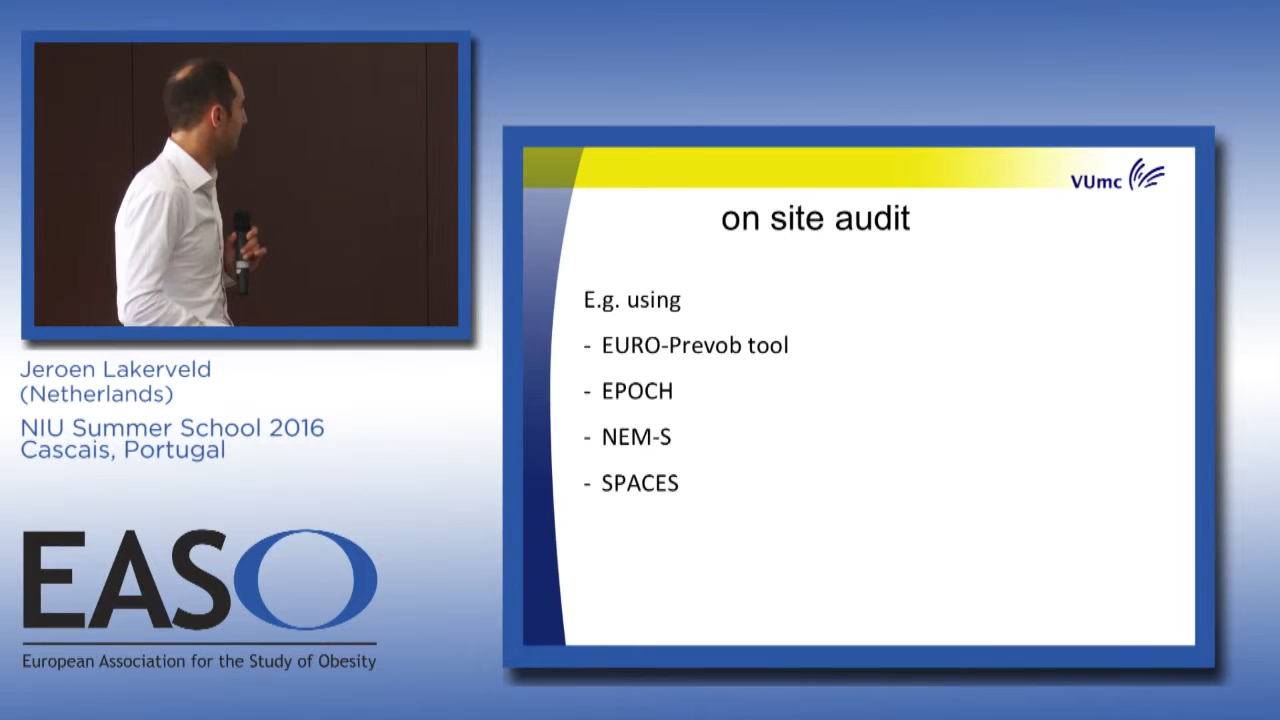 Jeroen Lakerveld
(Netherlands)
NIU Summer School 2016
Cascais, Portugal
EASO
European Association for the Study of Obesity
VUmc
on site audit
E.g. using
- EURO-Prevob tool
- EPOCH
- NEM-S
- SPACES